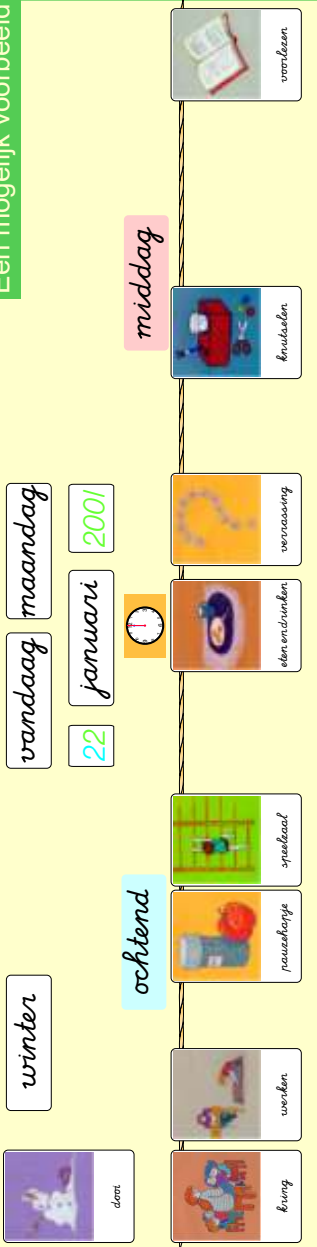 Een mogelijk voorbeeld
winter
vandaag maandag
22 januari 2001
dooi
ochtend
middag
kring
werken
pauzehapje
speelzaal
eten en drinken
verrassing
knutselen
voorlezen